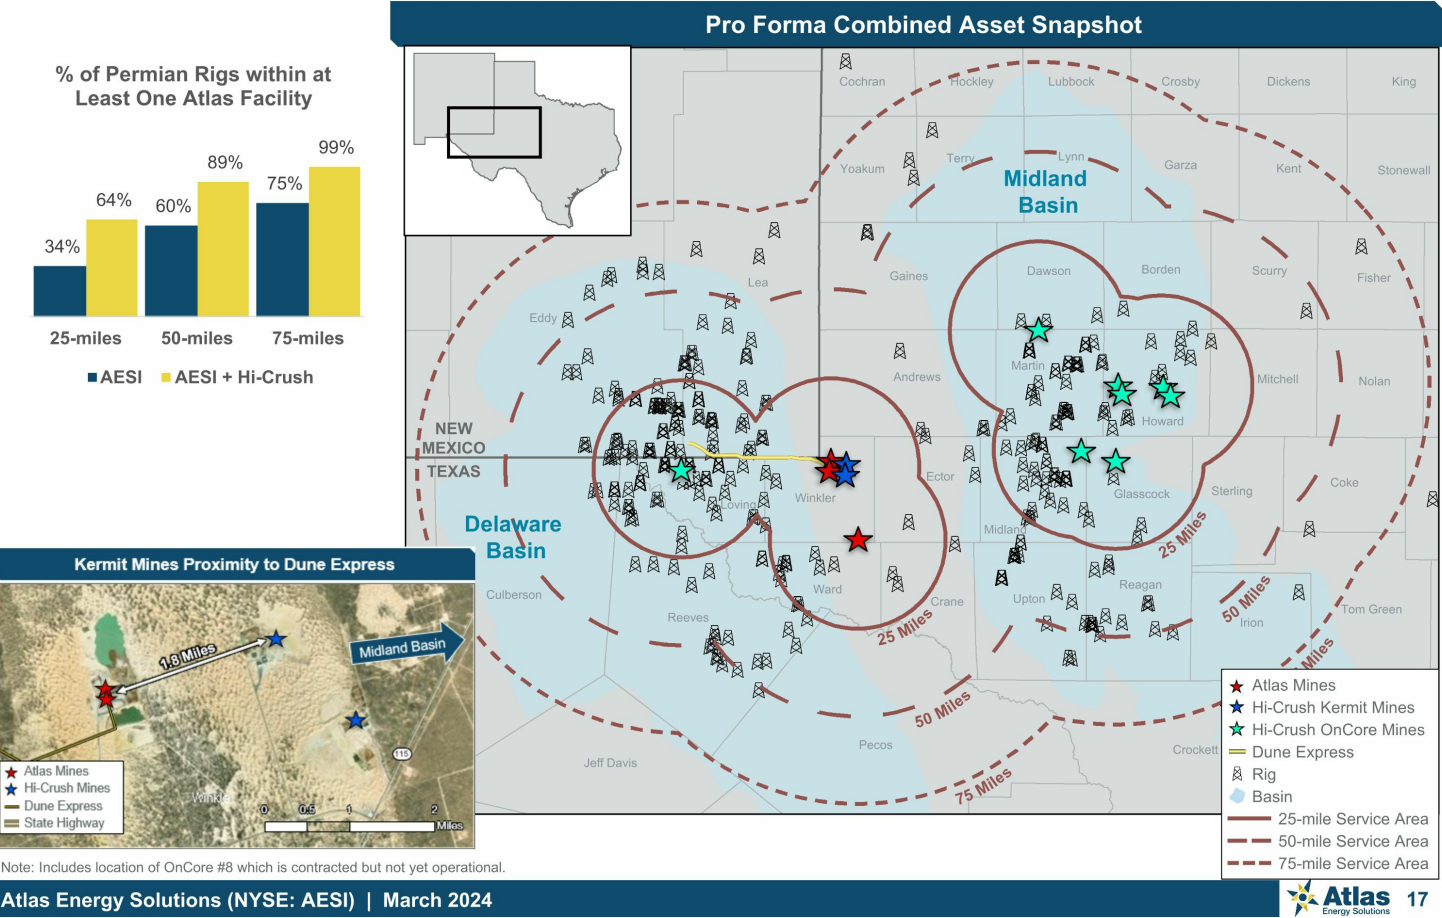 Pro Forma Combined Asset Snapshot
% of Permian Rigs within at
Least One Atlas Facility
34%
64%
60%
89%
75%
99%
25-miles
50-miles
75-miles
AESI
AESI + Hi-Crush
Cochran
Hockley
Lubbock
Crosby
Dickens
King
Yoakum
Terry
Lynn
Garza
Kent
Stonewall
Midland
Basin
Lea
Gaines
Dawson
Borden
Scurry
Fisher
Eddy
Andrews
Martin
Howard
Mitchell
Nolan
NEW
MEXICO
TEXAS
Loving
Winkler
Ector
Midland
Glasscock
Sterling
Coke
Delaware
Basin
25 Miles
Culberson
Reeves
Ward
Crane
Upton
Reagan
Irion
Tom Green
25 Miles
50 Miles
Miles
50 Miles
Pecos
Crockett
Jeff Davis
75 Miles
Atlas Mines
Hi-Crush Kermit Mines
Hi-Crush OnCore Mines
Dune Express
Rig
Basin
25-mile Service Area
50-mile Service Area
75-mile Service Area
Kermit Mines Proximity to Dune Express
1.8 Miles
Midland Basin
115
Winkler
Atlas Mines
Hi-Crush Mines
Dune Express
State Highway
0 0.5 1 2
Miles
Note: Includes location of OnCore #8 which is contracted but not yet operational.
Atlas Energy Solutions (NYSE: AESI) | March 2024
Atlas
Energy Solutions
17